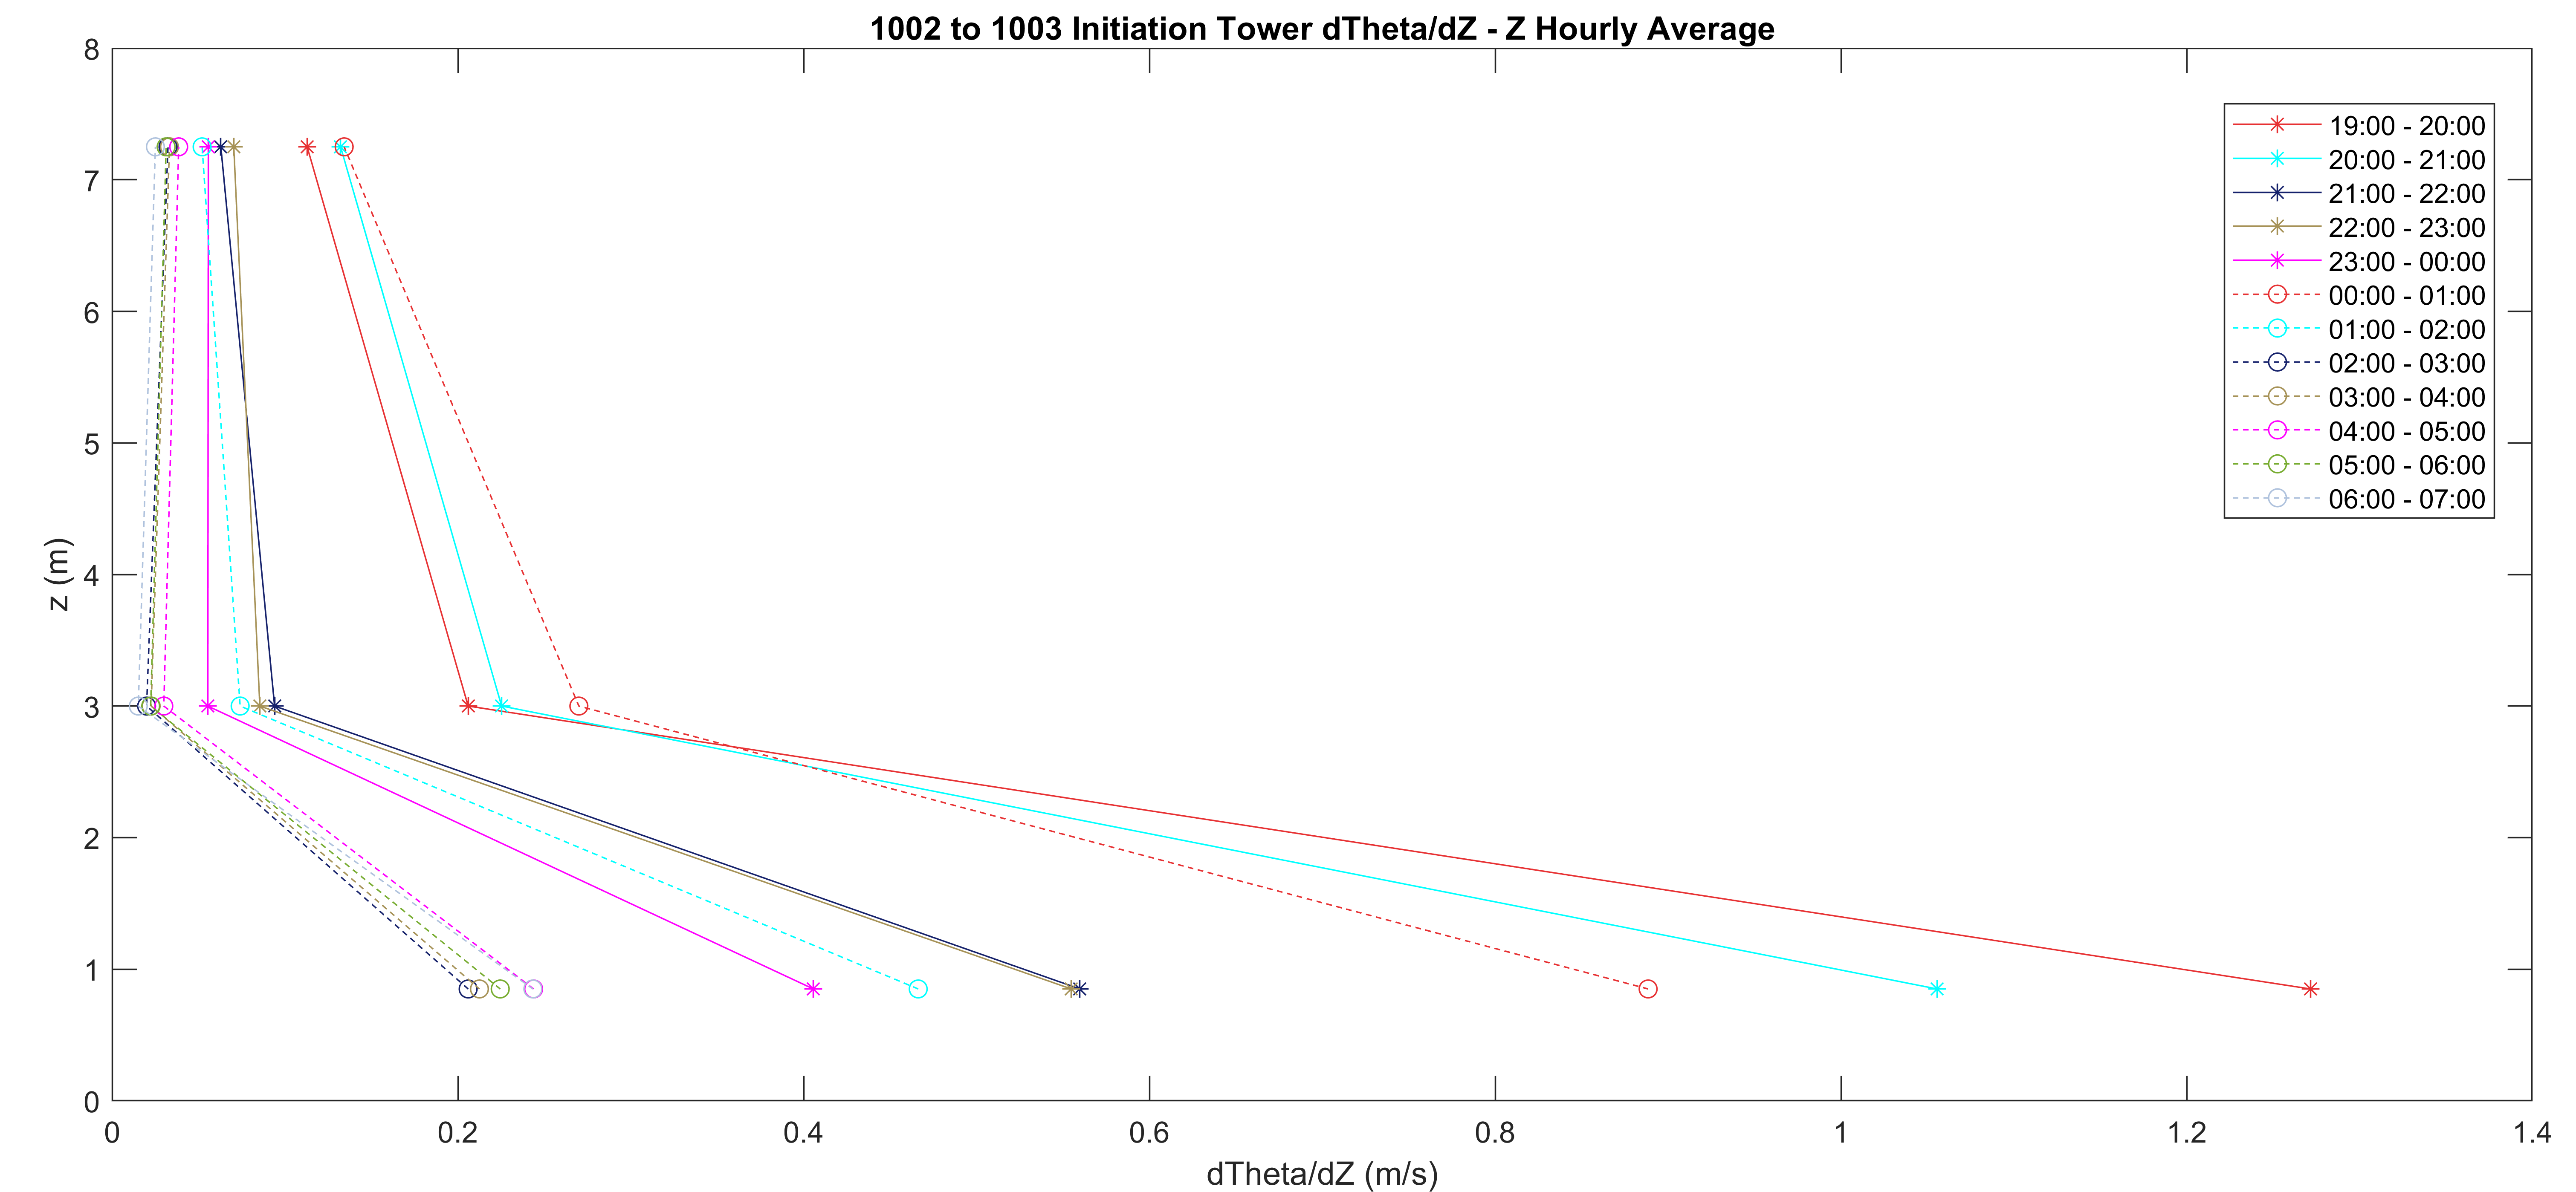 1002 to 1003 Initiation Tower dTheta/dZ - Z Hourly Average
8
7
6
5
4
3
2
1
0
z (m)
19:00 - 20:00
20:00 - 21:00
21:00 - 22:00
22:00 - 23:00
23:00 - 00:00
00:00 - 01:00
01:00 - 02:00
02:00 - 03:00
03:00 - 04:00
04:00 - 05:00
05:00 - 06:00
06:00 - 07:00
0 0.2 0.4 0.6 0.8 1 1.2 1.4
dTheta/dZ (m/s)